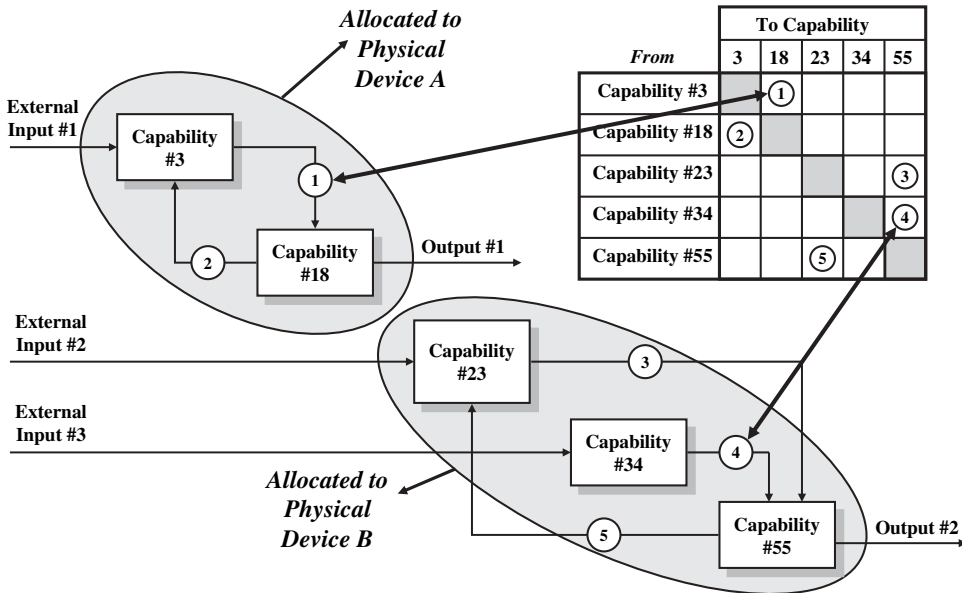 Allocated to
Physical
Device A
To Capability
From 3 18 23 34 55
Capability #3 1
Capability #18 2
Capability #23 3
Capability #34 4
Capability #55 5
External
Input #1
Capability
#3
1
2
Capability
#18
Output #1
External
Input #2
Capability
#23
3
External
Input #3
Capability
#34
4
Allocated to
Physical
Device B
5
Capability
#55
Output #2